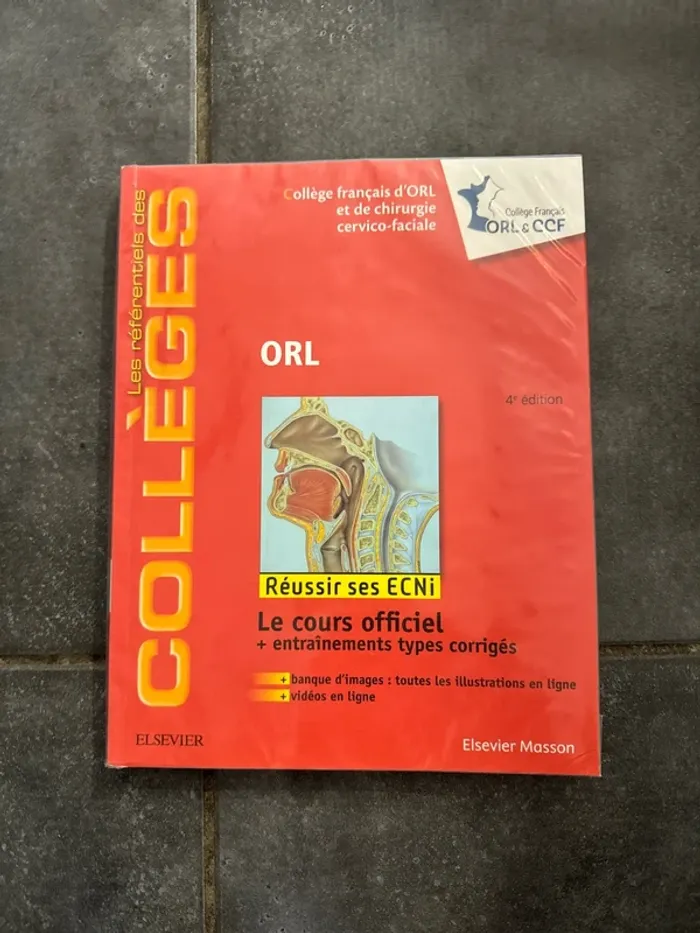 Les référentiels des
COLLÈGES
Collège français d'ORL
et de chirurgie
cervico-faciale
Collège Français
ORL & CCF
ORL
4e édition
Réussir ses ECNi
Le cours officiel
+ entraînements types corrigés
+ banque d'images : toutes les illustrations en ligne
+ vidéos en ligne
ELSEVIER
Elsevier Masson